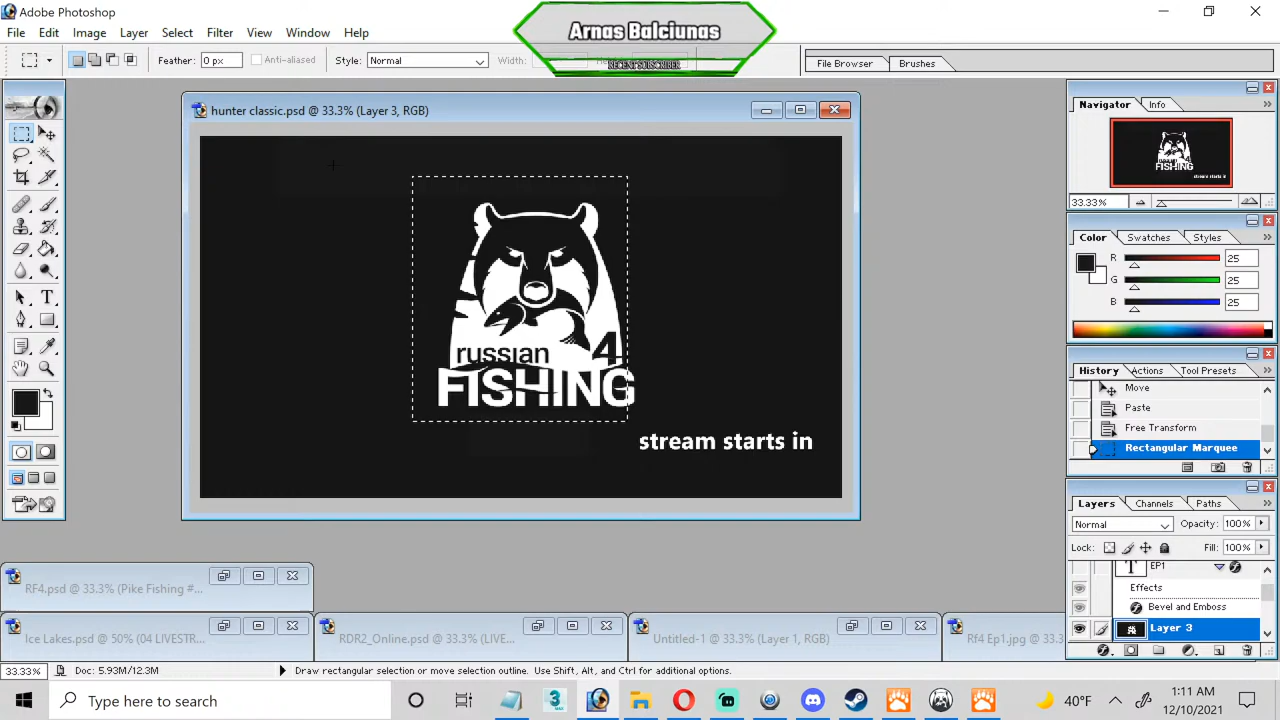 Adobe Photoshop
Arnas Balciunas
RECENT SUBSCRIBER
File Edit Image Layer Select Filter View Window Help
Feather: 0 px Anti-aliased Style: Normal Width:
File Browser Brushes
hunter classic.psd @ 33.3% (Layer 3, RGB)
russian 4
FISHING
stream starts in
Navigator Info
FISHING
stream starts in
33.33%
Color Swatches Styles
R 25
G 25
B 25
History Actions Tool Presets
Move
Paste
Free Transform
Rectangular Marquee
Layers Channels Paths
Normal Opacity: 100%
Lock: Fill: 100%
T EP1
Effects
Bevel and Emboss
Layer 3
RF4.psd @ 33.3% (Pike Fishing #...
Ice Lakes.psd @ 50% (04 LIVESTR...
RDR2_Online.psd @ 33.3% (LIVE...
Untitled-1 @ 33.3% (Layer 1, RGB)
Rf4 Ep1.jpg @ 33.3%
33.33% Doc: 5.93M/12.3M Draw rectangular selection or move selection outline. Use Shift, Alt, and Ctrl for additional options.
Type here to search
40°F
1:11 AM
12/10/2021